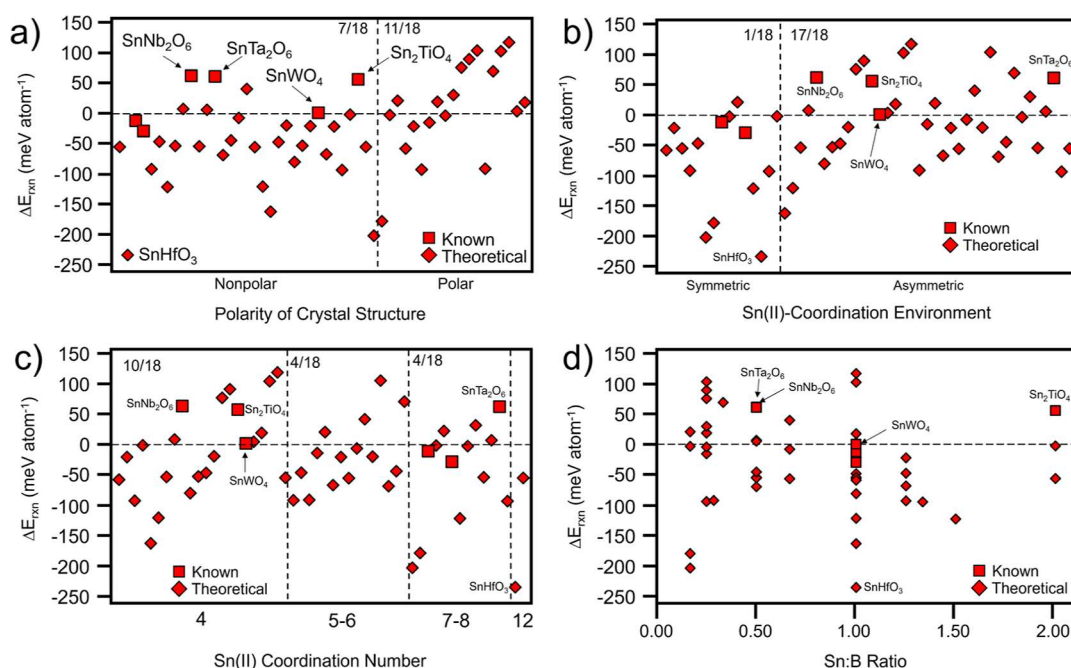 a)
7/18 11/18
SnNb₂O₆
SnTa₂O₆
SnWO₄
Sn₂TiO₄
SnHfO₃
Known
Theoretical
150
100
50
0
-50
-100
-150
-200
-250
ΔErxn (meV atom⁻¹)
Nonpolar Polar
Polarity of Crystal Structure
b)
1/18 17/18
SnNb₂O₆
Sn₂TiO₄
SnTa₂O₆
SnWO₄
SnHfO₃
Known
Theoretical
150
100
50
0
-50
-100
-150
-200
-250
ΔErxn (meV atom⁻¹)
Symmetric Asymmetric
Sn(II)-Coordination Environment
c)
10/18 4/18 4/18
SnNb₂O₆
Sn₂TiO₄
SnWO₄
SnTa₂O₆
SnHfO₃
Known
Theoretical
150
100
50
0
-50
-100
-150
-200
-250
ΔErxn (meV atom⁻¹)
4 5-6 7-8 12
Sn(II) Coordination Number
d)
SnTa₂O₆
SnNb₂O₆
SnWO₄
Sn₂TiO₄
SnHfO₃
Known
Theoretical
150
100
50
0
-50
-100
-150
-200
-250
ΔErxn (meV atom⁻¹)
0.00 0.50 1.00 1.50 2.00
Sn:B Ratio